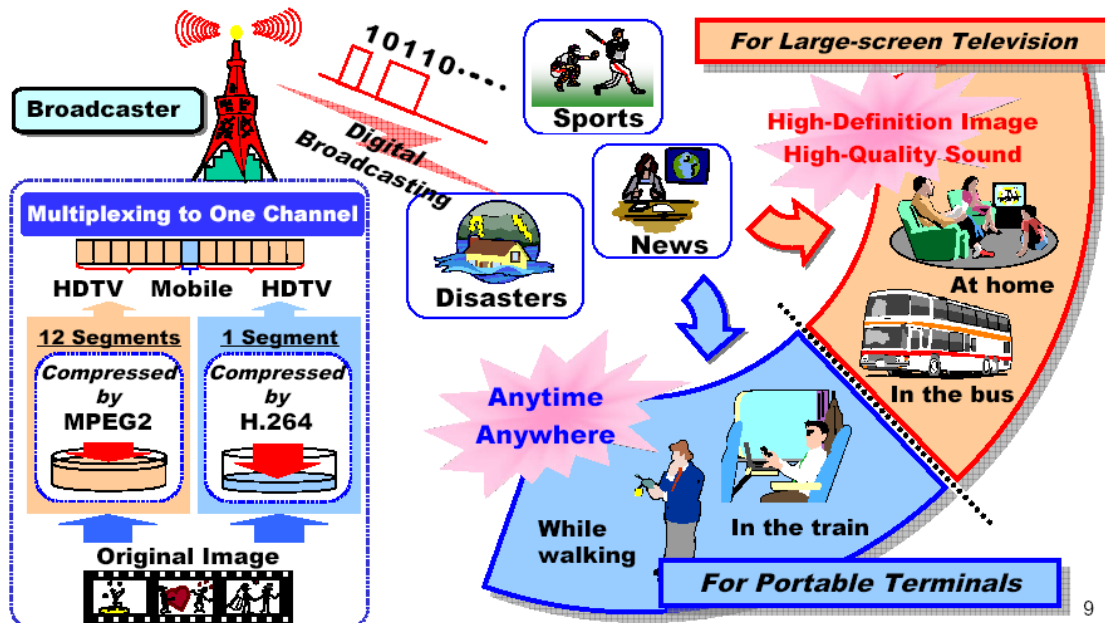 10110....
Broadcaster
Digital
Broadcasting
Multiplexing to One Channel
HDTV Mobile HDTV
12 Segments
Compressed
by
MPEG2
1 Segment
Compressed
by
H.264
Original Image
Sports
News
Disasters
For Large-screen Television
High-Definition Image
High-Quality Sound
At home
In the bus
Anytime
Anywhere
While
walking
In the train
For Portable Terminals
9